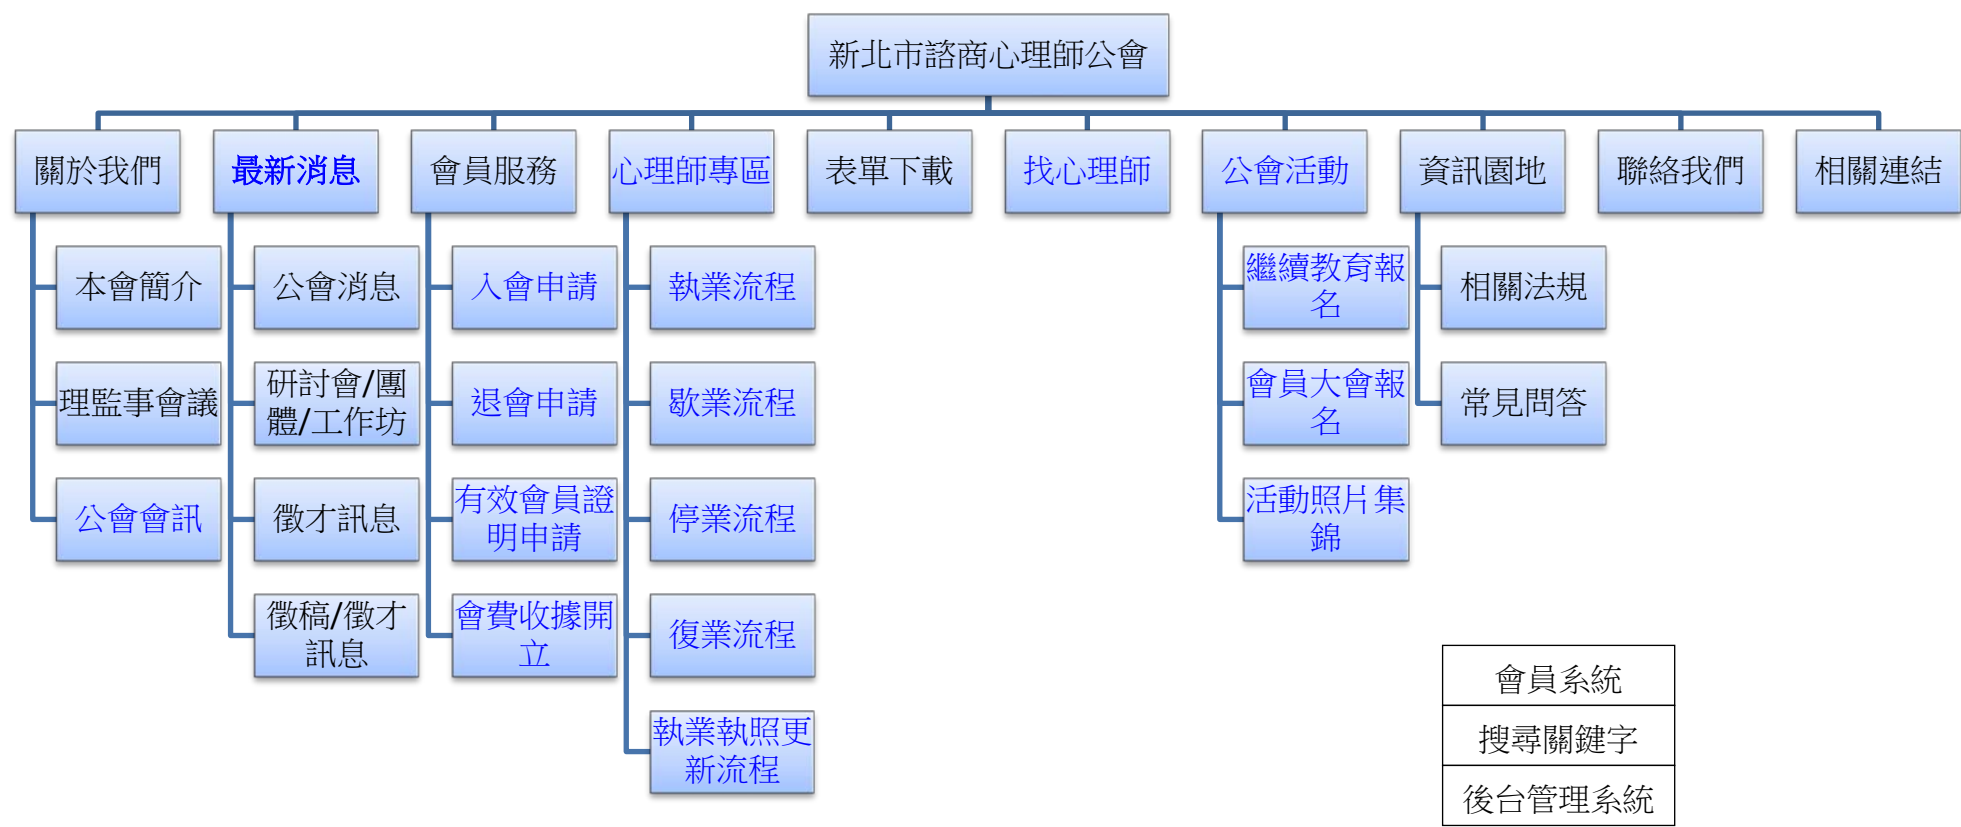 新北市諮商心理師公會
關於我們
最新消息
會員服務
心理師專區
表單下載
找心理師
公會活動
資訊園地
聯絡我們
相關連結
本會簡介
理監事會議
公會會訊
公會消息
研討會/團
體/工作坊
徵才訊息
徵稿/徵才
訊息
入會申請
退會申請
有效會員證
明申請
會費收據開
立
執業流程
歇業流程
停業流程
復業流程
執業執照更
新流程
繼續教育報
名
會員大會報
名
活動照片集
錦
相關法規
常見問答
會員系統
搜尋關鍵字
後台管理系統